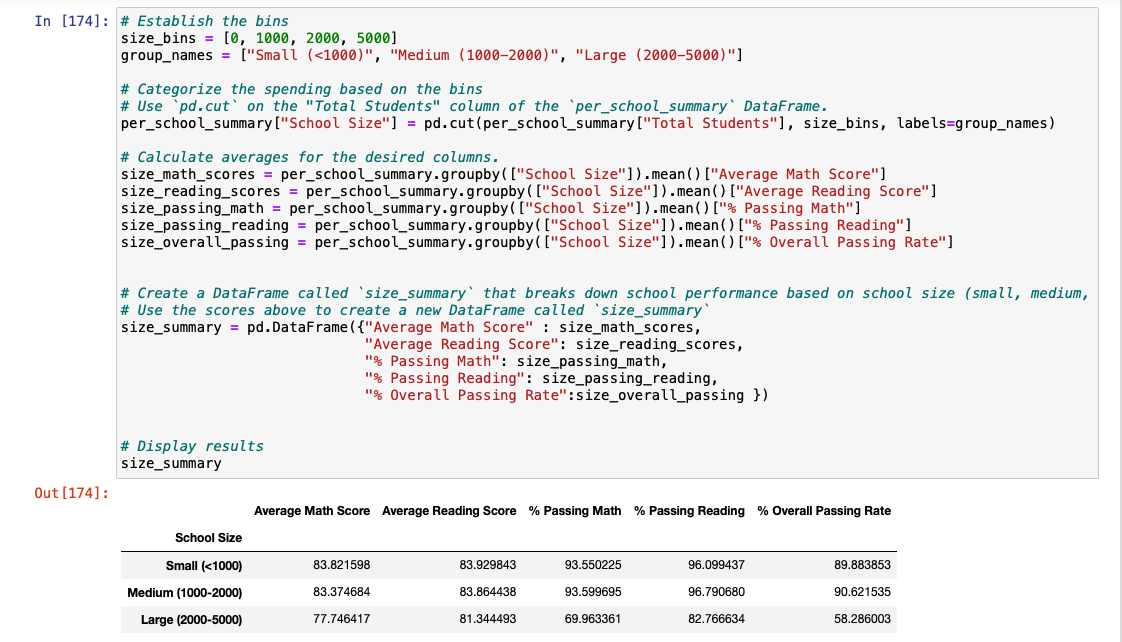 In [174]: # Establish the bins
size_bins = [0, 1000, 2000, 5000]
group_names = ["Small (<1000)", "Medium (1000-2000)", "Large (2000-5000)"]
# Categorize the spending based on the bins
# Use `pd.cut` on the "Total Students" column of the `per_school_summary` DataFrame.
per_school_summary["School Size"] = pd.cut(per_school_summary["Total Students"], size_bins, labels=group_names)
# Calculate averages for the desired columns.
size_math_scores = per_school_summary.groupby(["School Size"]).mean()["Average Math Score"]
size_reading_scores = per_school_summary.groupby(["School Size"]).mean()["Average Reading Score"]
size_passing_math = per_school_summary.groupby(["School Size"]).mean()["% Passing Math"]
size_passing_reading = per_school_summary.groupby(["School Size"]).mean()["% Passing Reading"]
size_overall_passing = per_school_summary.groupby(["School Size"]).mean()["% Overall Passing Rate"]
# Create a DataFrame called `size_summary` that breaks down school performance based on school size (small, medium,
# Use the scores above to create a new DataFrame called `size_summary`
size_summary = pd.DataFrame({"Average Math Score" : size_math_scores,
"Average Reading Score": size_reading_scores,
"% Passing Math": size_passing_math,
"% Passing Reading": size_passing_reading,
"% Overall Passing Rate":size_overall_passing })
# Display results
size_summary
Out[174]:
Average Math Score Average Reading Score % Passing Math % Passing Reading % Overall Passing Rate
School Size
Small (<1000) 83.821598 83.929843 93.550225 96.099437 89.883853
Medium (1000-2000) 83.374684 83.864438 93.599695 96.790680 90.621535
Large (2000-5000) 77.746417 81.344493 69.963361 82.766634 58.286003